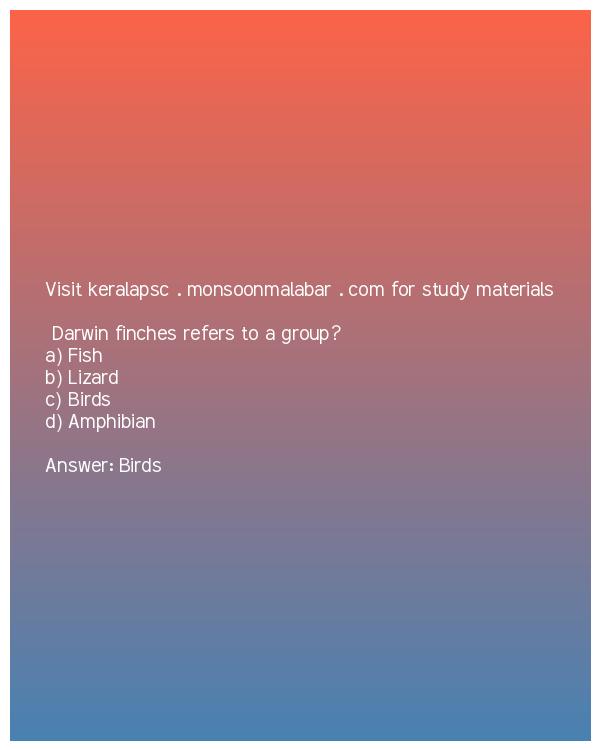 Visit keralapsc . monsoonmalabar . com for study materials
Darwin finches refers to a group?
a) Fish
b) Lizard
c) Birds
d) Amphibian
Answer: Birds